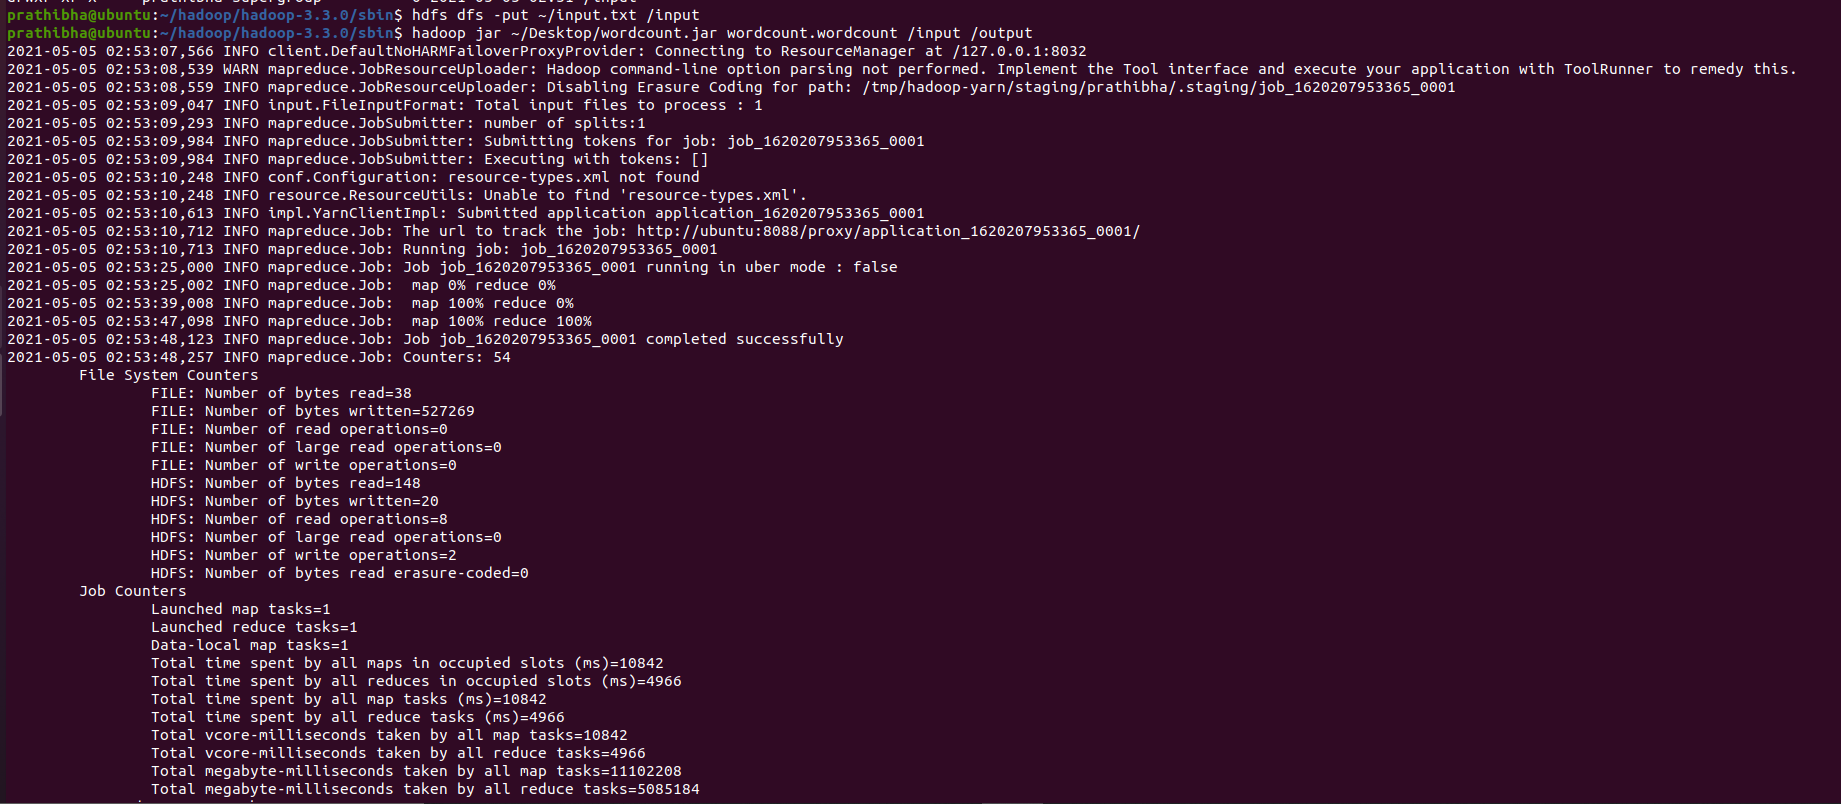 prathibha@ubuntu:~/hadoop/hadoop-3.3.0/sbin$ hdfs dfs -put ~/input.txt /input
prathibha@ubuntu:~/hadoop/hadoop-3.3.0/sbin$ hadoop jar ~/Desktop/wordcount.jar wordcount.wordcount /input /output
2021-05-05 02:53:07,566 INFO client.DefaultNoHARMFailoverProxyProvider: Connecting to ResourceManager at /127.0.0.1:8032
2021-05-05 02:53:08,539 WARN mapreduce.JobResourceUploader: Hadoop command-line option parsing not performed. Implement the Tool interface and execute your application with ToolRunner to remedy this.
2021-05-05 02:53:08,559 INFO mapreduce.JobResourceUploader: Disabling Erasure Coding for path: /tmp/hadoop-yarn/staging/prathibha/.staging/job_1620207953365_0001
2021-05-05 02:53:09,047 INFO input.FileInputFormat: Total input files to process : 1
2021-05-05 02:53:09,293 INFO mapreduce.JobSubmitter: number of splits:1
2021-05-05 02:53:09,984 INFO mapreduce.JobSubmitter: Submitting tokens for job: job_1620207953365_0001
2021-05-05 02:53:09,984 INFO mapreduce.JobSubmitter: Executing with tokens: []
2021-05-05 02:53:10,248 INFO conf.Configuration: resource-types.xml not found
2021-05-05 02:53:10,248 INFO resource.ResourceUtils: Unable to find 'resource-types.xml'.
2021-05-05 02:53:10,613 INFO impl.YarnClientImpl: Submitted application application_1620207953365_0001
2021-05-05 02:53:10,712 INFO mapreduce.Job: The url to track the job: http://ubuntu:8088/proxy/application_1620207953365_0001/
2021-05-05 02:53:10,713 INFO mapreduce.Job: Running job: job_1620207953365_0001
2021-05-05 02:53:25,000 INFO mapreduce.Job: Job job_1620207953365_0001 running in uber mode : false
2021-05-05 02:53:25,002 INFO mapreduce.Job:  map 0% reduce 0%
2021-05-05 02:53:39,008 INFO mapreduce.Job:  map 100% reduce 0%
2021-05-05 02:53:47,098 INFO mapreduce.Job:  map 100% reduce 100%
2021-05-05 02:53:48,123 INFO mapreduce.Job: Job job_1620207953365_0001 completed successfully
2021-05-05 02:53:48,257 INFO mapreduce.Job: Counters: 54
File System Counters
FILE: Number of bytes read=38
FILE: Number of bytes written=527269
FILE: Number of read operations=0
FILE: Number of large read operations=0
FILE: Number of write operations=0
HDFS: Number of bytes read=148
HDFS: Number of bytes written=20
HDFS: Number of read operations=8
HDFS: Number of large read operations=0
HDFS: Number of write operations=2
HDFS: Number of bytes read erasure-coded=0
Job Counters
Launched map tasks=1
Launched reduce tasks=1
Data-local map tasks=1
Total time spent by all maps in occupied slots (ms)=10842
Total time spent by all reduces in occupied slots (ms)=4966
Total time spent by all map tasks (ms)=10842
Total time spent by all reduce tasks (ms)=4966
Total vcore-milliseconds taken by all map tasks=10842
Total vcore-milliseconds taken by all reduce tasks=4966
Total megabyte-milliseconds taken by all map tasks=11102208
Total megabyte-milliseconds taken by all reduce tasks=5085184